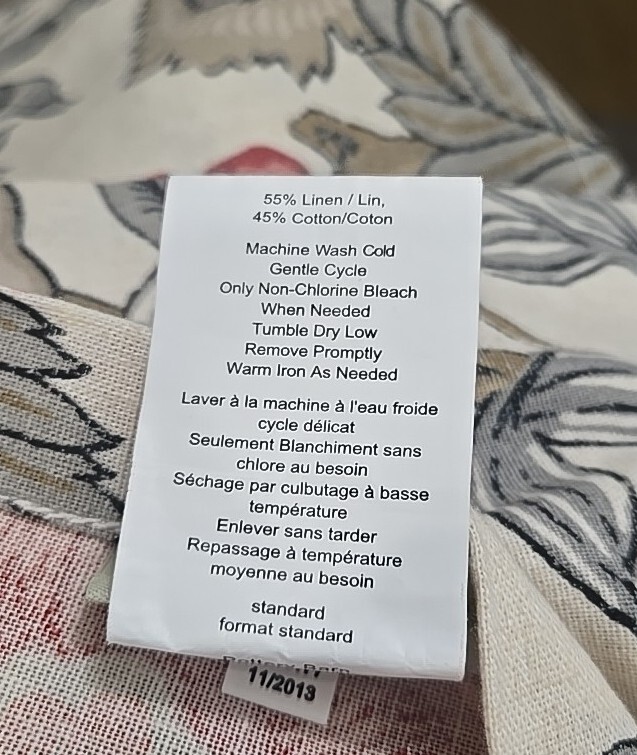 55% Linen / Lin,
45% Cotton/Coton
Machine Wash Cold
Gentle Cycle
Only Non-Chlorine Bleach
When Needed
Tumble Dry Low
Remove Promptly
Warm Iron As Needed
Laver à la machine à l'eau froide
cycle délicat
Seulement Blanchiment sans
chlore au besoin
Séchage par culbutage à basse
température
Enlever sans tarder
Repassage à température
moyenne au besoin
standard
format standard
11/2013